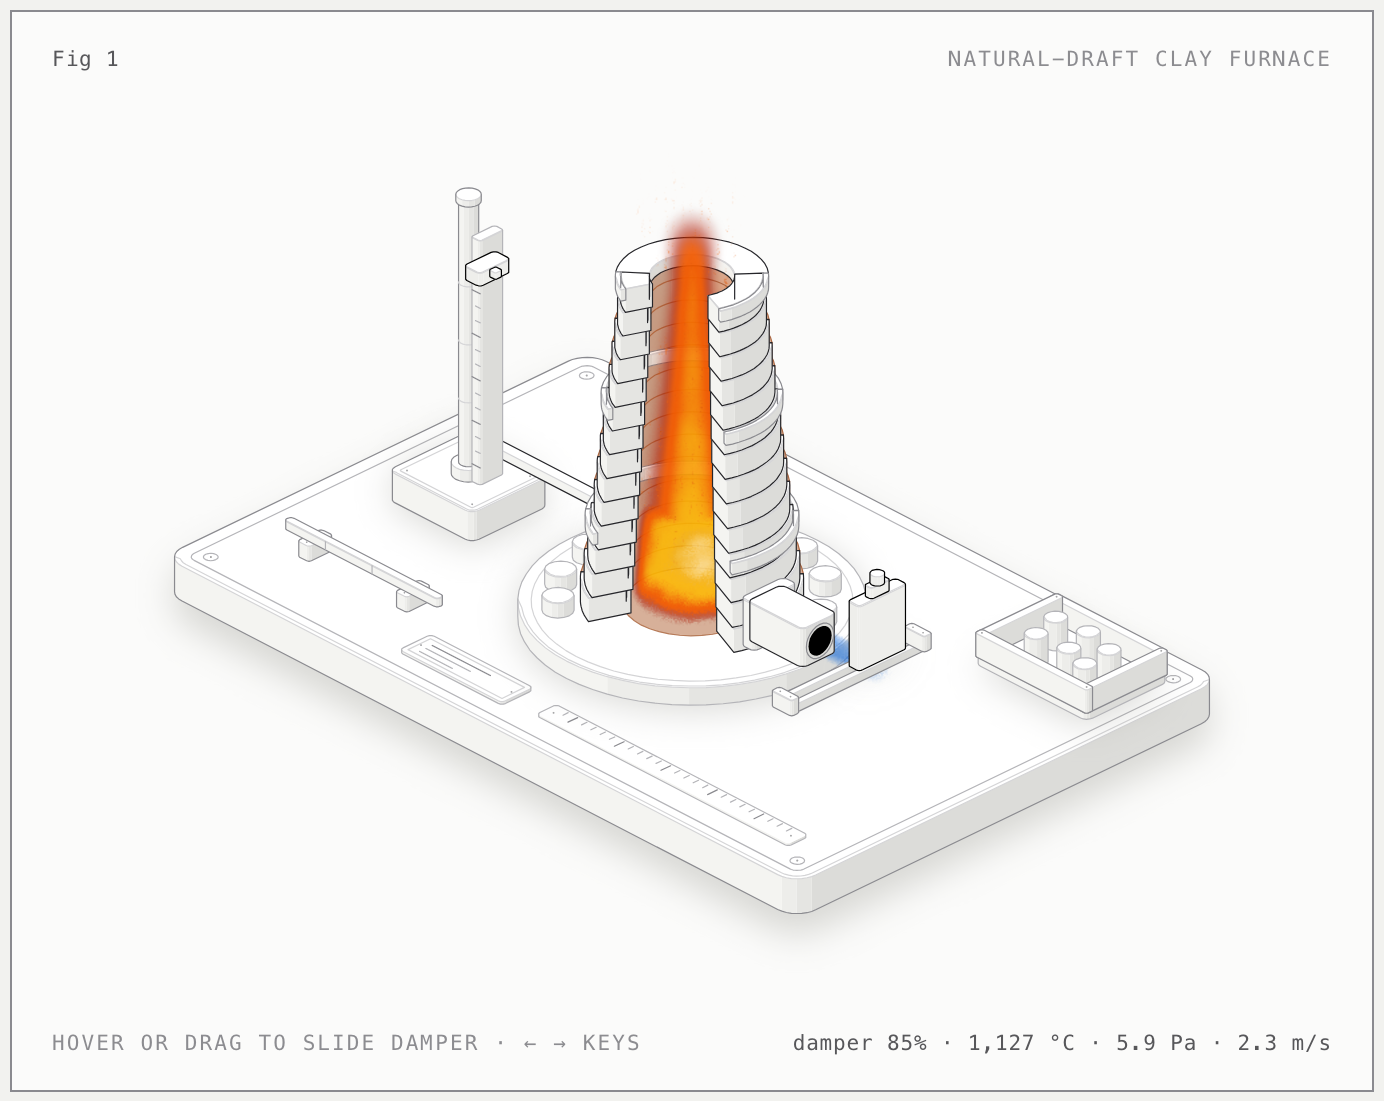 Fig 1
NATURAL—DRAFT CLAY FURNACE
HOVER OR DRAG TO SLIDE DAMPER · ← → KEYS
damper 85% · 1,127 °C · 5.9 Pa · 2.3 m/s